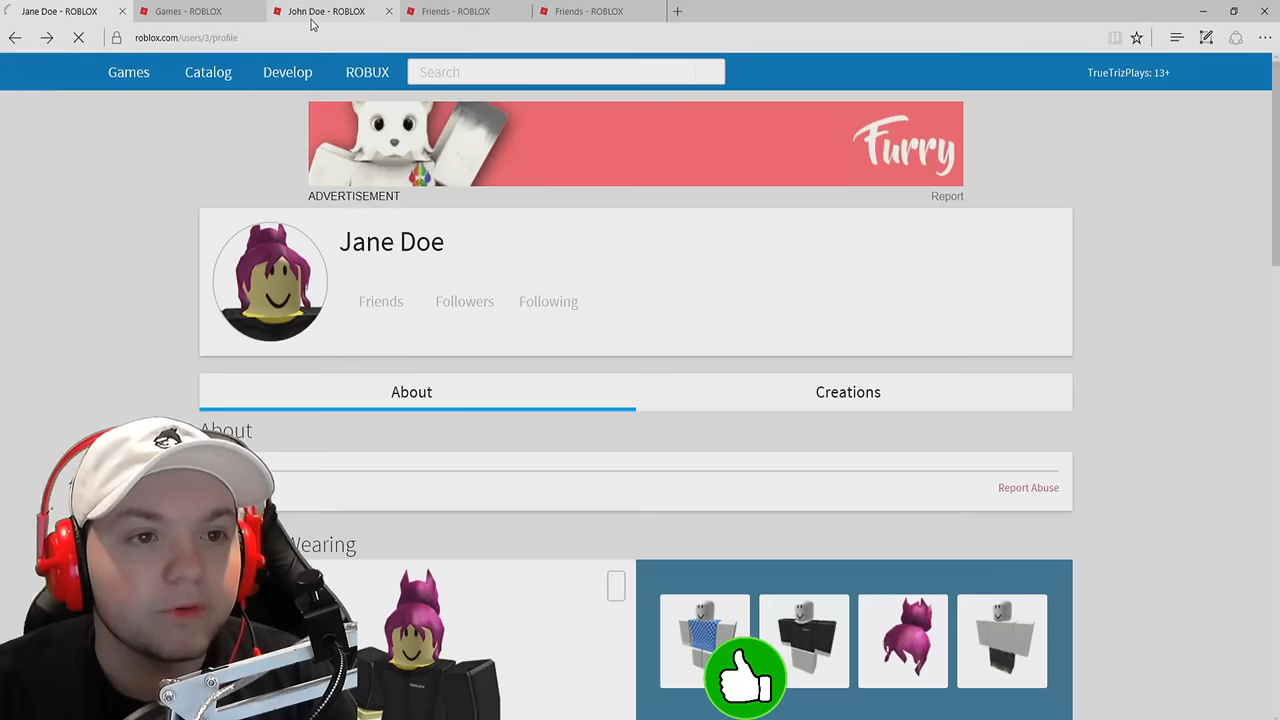 Jane Doe - ROBLOX
Games - ROBLOX
John Doe - ROBLOX
Friends - ROBLOX
Friends - ROBLOX
roblox.com/users/3/profile
Games
Catalog
Develop
ROBUX
Search
TrueTrizPlays: 13+
Furry
ADVERTISEMENT
Report
Jane Doe
Friends
Followers
Following
About
Creations
About
Report Abuse
Wearing